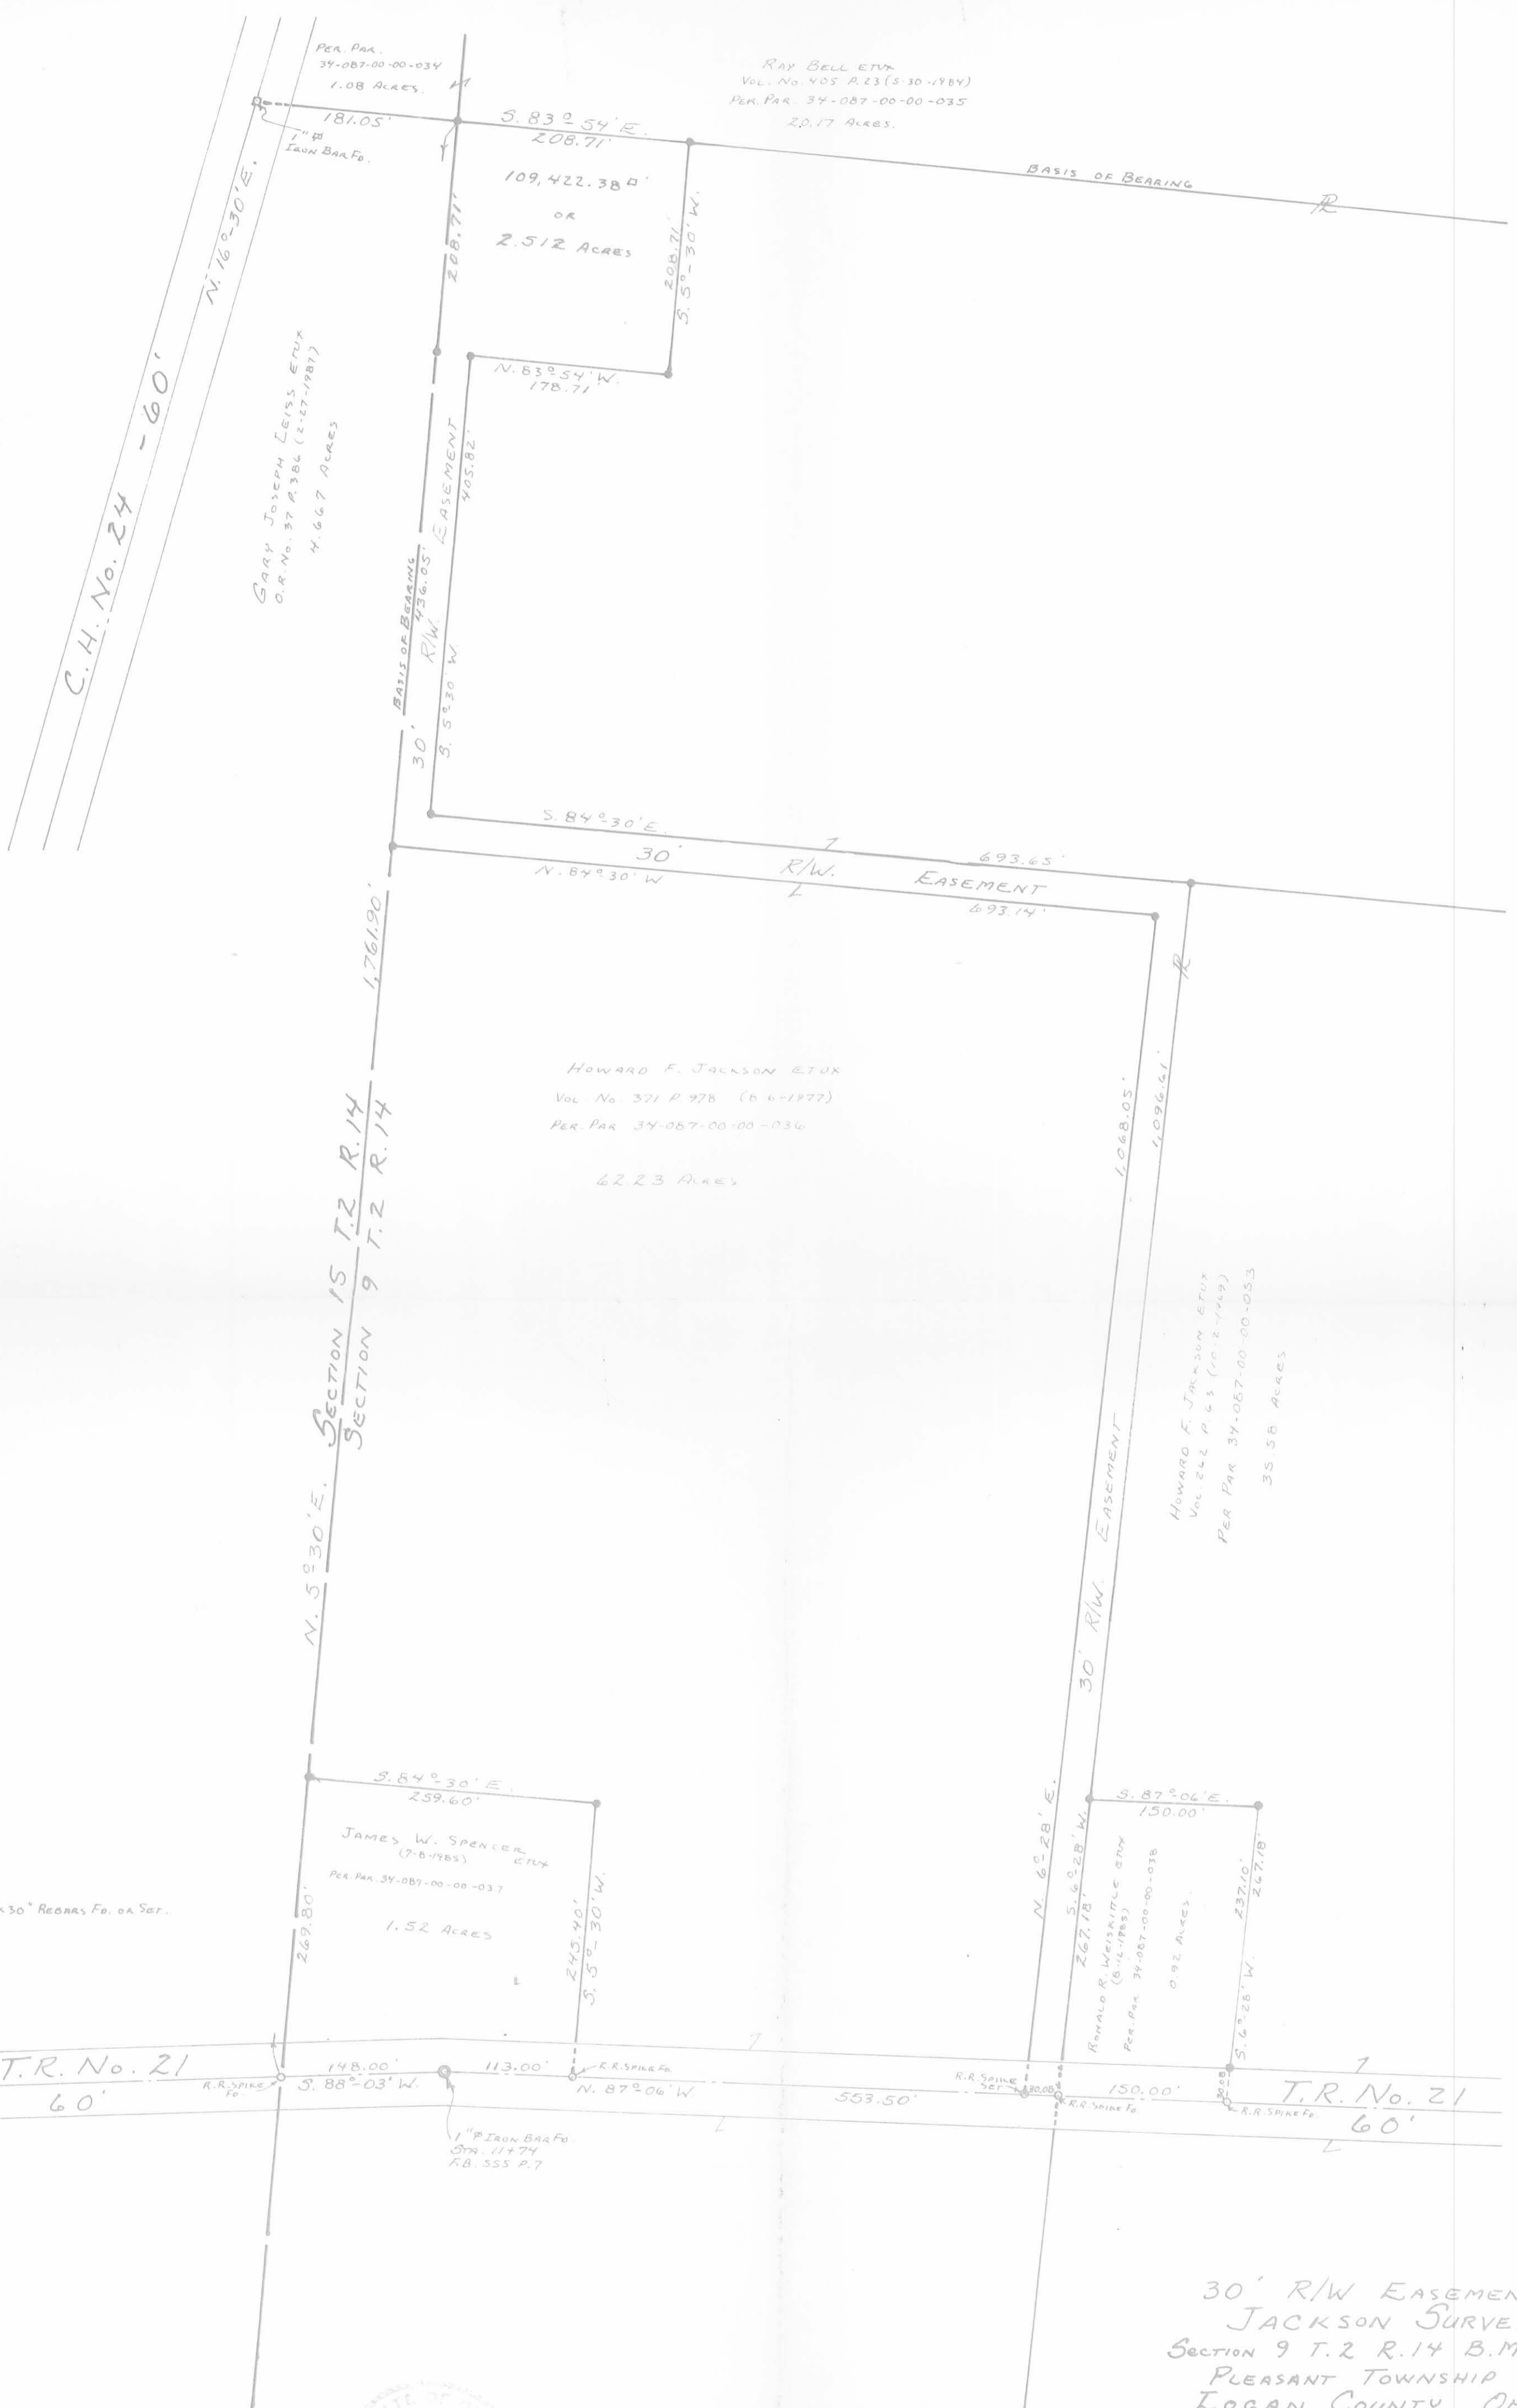 PER. PAR.
34-087-00-00-034
1.08 ACRES.
RAY BELL ETUX
VOL. NO. 405 P. 23 (5-30-1984)
PER. PAR. 34-087-00-00-035
20.17 ACRES.
181.05'
1" ⌀
IRON BAR FD.
S. 83°-54' E.
208.71'
BASIS OF BEARING
109,422.38 □'
OR
2.512 ACRES
208.71'
208.71'
S. 5°-30' W.
N. 16°-30' E.
C. H. No. 24 - 60'
GARY JOSEPH LEISS ETUX
O.R. No. 37 P. 386 (2-27-1987)
4.667 ACRES
N. 83°-54' W.
178.71'
BASIS OF BEARING
436.05'
30' R/W. EASEMENT
405.82'
S. 5°-30' W.
S. 84°-30' E.
693.65'
30' R/W. EASEMENT
N. 84°30' W
693.14'
1,761.90'
HOWARD F. JACKSON ETUX
VOL. No. 371 P. 978 (8-6-1977)
PER. PAR 34-087-00-00-036
62.23 ACRES
1,068.05'
1,096.61'
SECTION 15 T.2 R.14
SECTION 9 T.2 R.14
N. 5°-30' E.
HOWARD F. JACKSON ETUX
VOL. 262 P. 63 (10-2-1969)
PER PAR 34-087-00-00-053
35.58 ACRES
30' R/W. EASEMENT
S. 84°-30' E.
259.60'
JAMES W. SPENCER
(7-8-1985) ETUX
PER. PAR. 34-087-00-00-037
1.52 ACRES
269.80'
245.40'
S. 5°-30' W.
N. 6°-28' E.
S. 6°-28' W.
267.18'
S. 87°-06' E.
150.00'
RONALD R. WEISKITTLE ETUX
(8-16-1985)
PER. PAR 34-087-00-00-038
0.92 ACRES.
237.10'
267.18'
S. 6°-28' W.
30" REBARS FD. OR SET.
T.R. No. 21
60'
R.R. SPIKE
FD.
148.00'
S. 88°-03' W.
113.00'
R.R. SPIKE FD.
N. 87°-06' W.
553.50'
R.R. SPIKE
SET
30.08'
R.R. SPIKE FD.
150.00'
30.08
R.R. SPIKE FD.
T.R. No. 21
60'
1" ⌀ IRON BAR FD.
STA. 11+74
F.B. 555 P. 7
30' R/W EASEMEN
JACKSON SURVE
SECTION 9 T.2 R.14 B.M
PLEASANT TOWNSHIP
LOGAN COUNTY